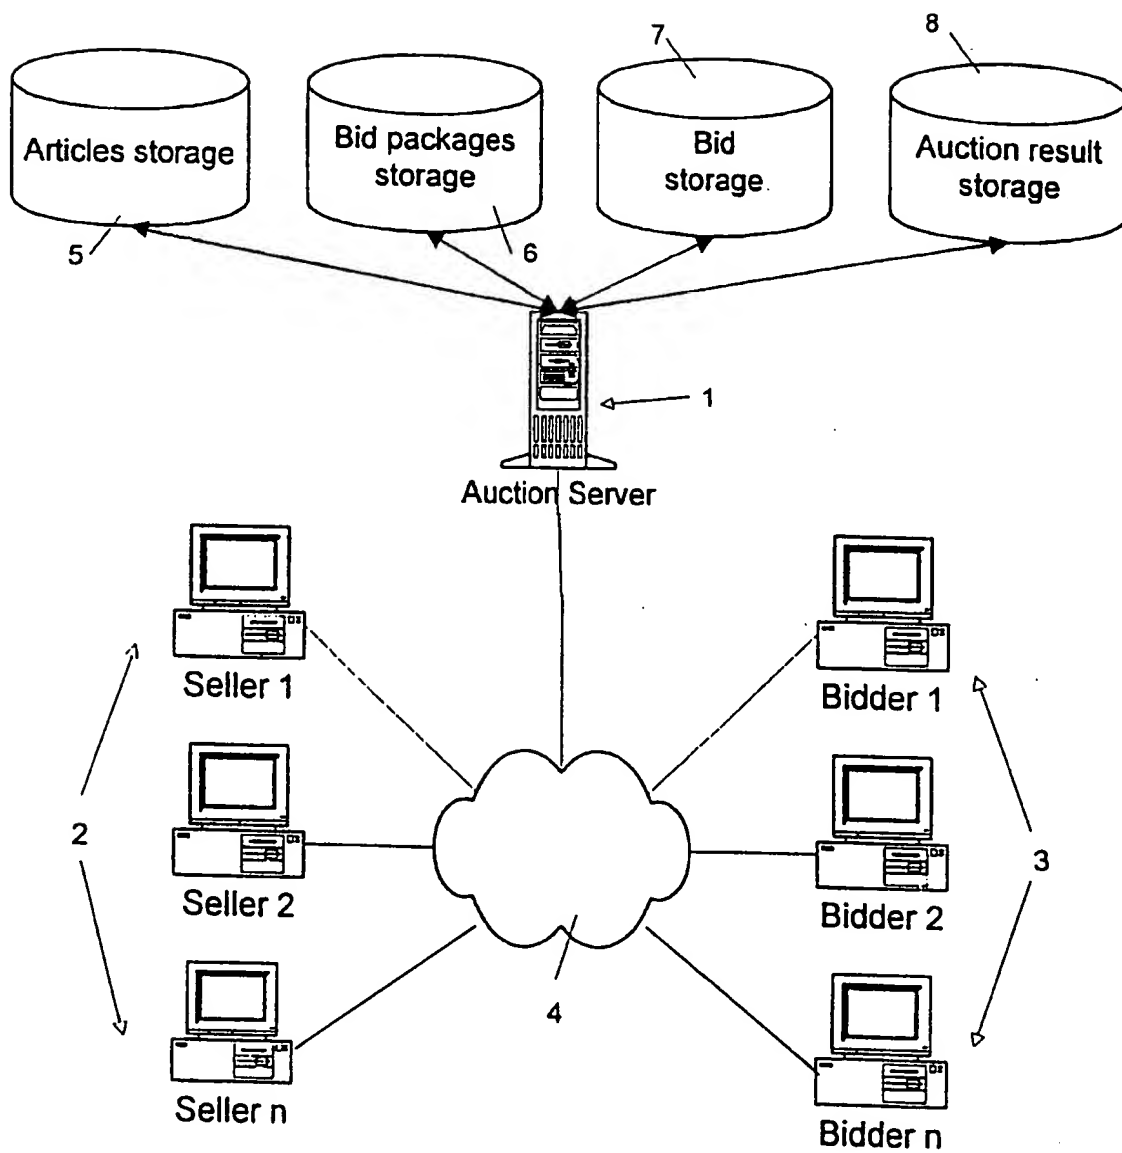 7
8
Articles storage
Bid packages
storage
Bid
storage
Auction result
storage
5
6
1
Auction Server
Seller 1
Bidder 1
2
Seller 2
3
Bidder 2
4
Seller n
Bidder n